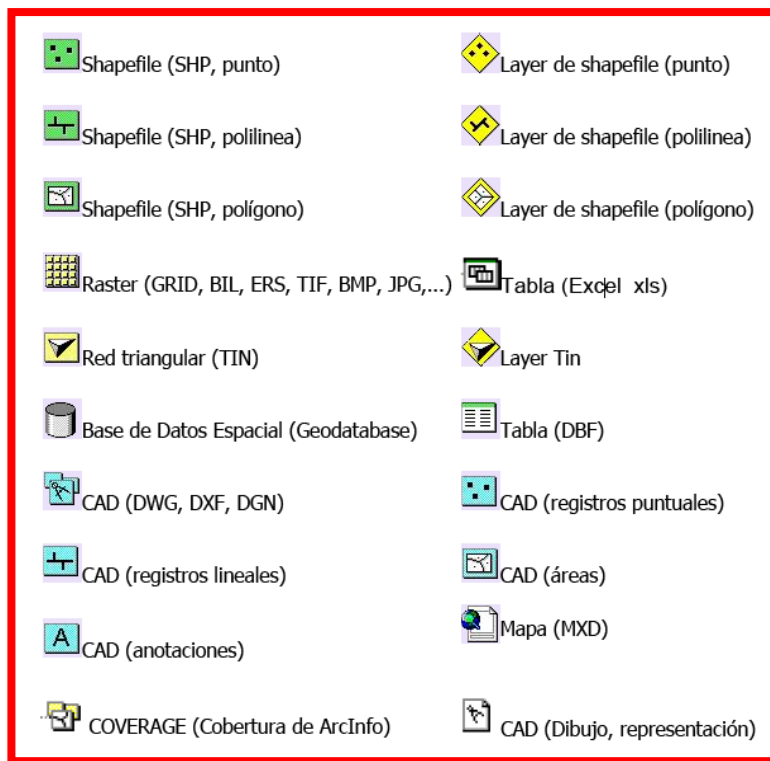 Shapefile (SHP, punto)
Layer de shapefile (punto)
Shapefile (SHP, polilinea)
Layer de shapefile (polilinea)
Shapefile (SHP, polígono)
Layer de shapefile (polígono)
Raster (GRID, BIL, ERS, TIF, BMP, JPG,...)
Tabla (Excel xls)
Red triangular (TIN)
Layer Tin
Base de Datos Espacial (Geodatabase)
Tabla (DBF)
CAD (DWG, DXF, DGN)
CAD (registros puntuales)
CAD (registros lineales)
CAD (áreas)
A CAD (anotaciones)
Mapa (MXD)
COVERAGE (Cobertura de ArcInfo)
CAD (Dibujo, representación)